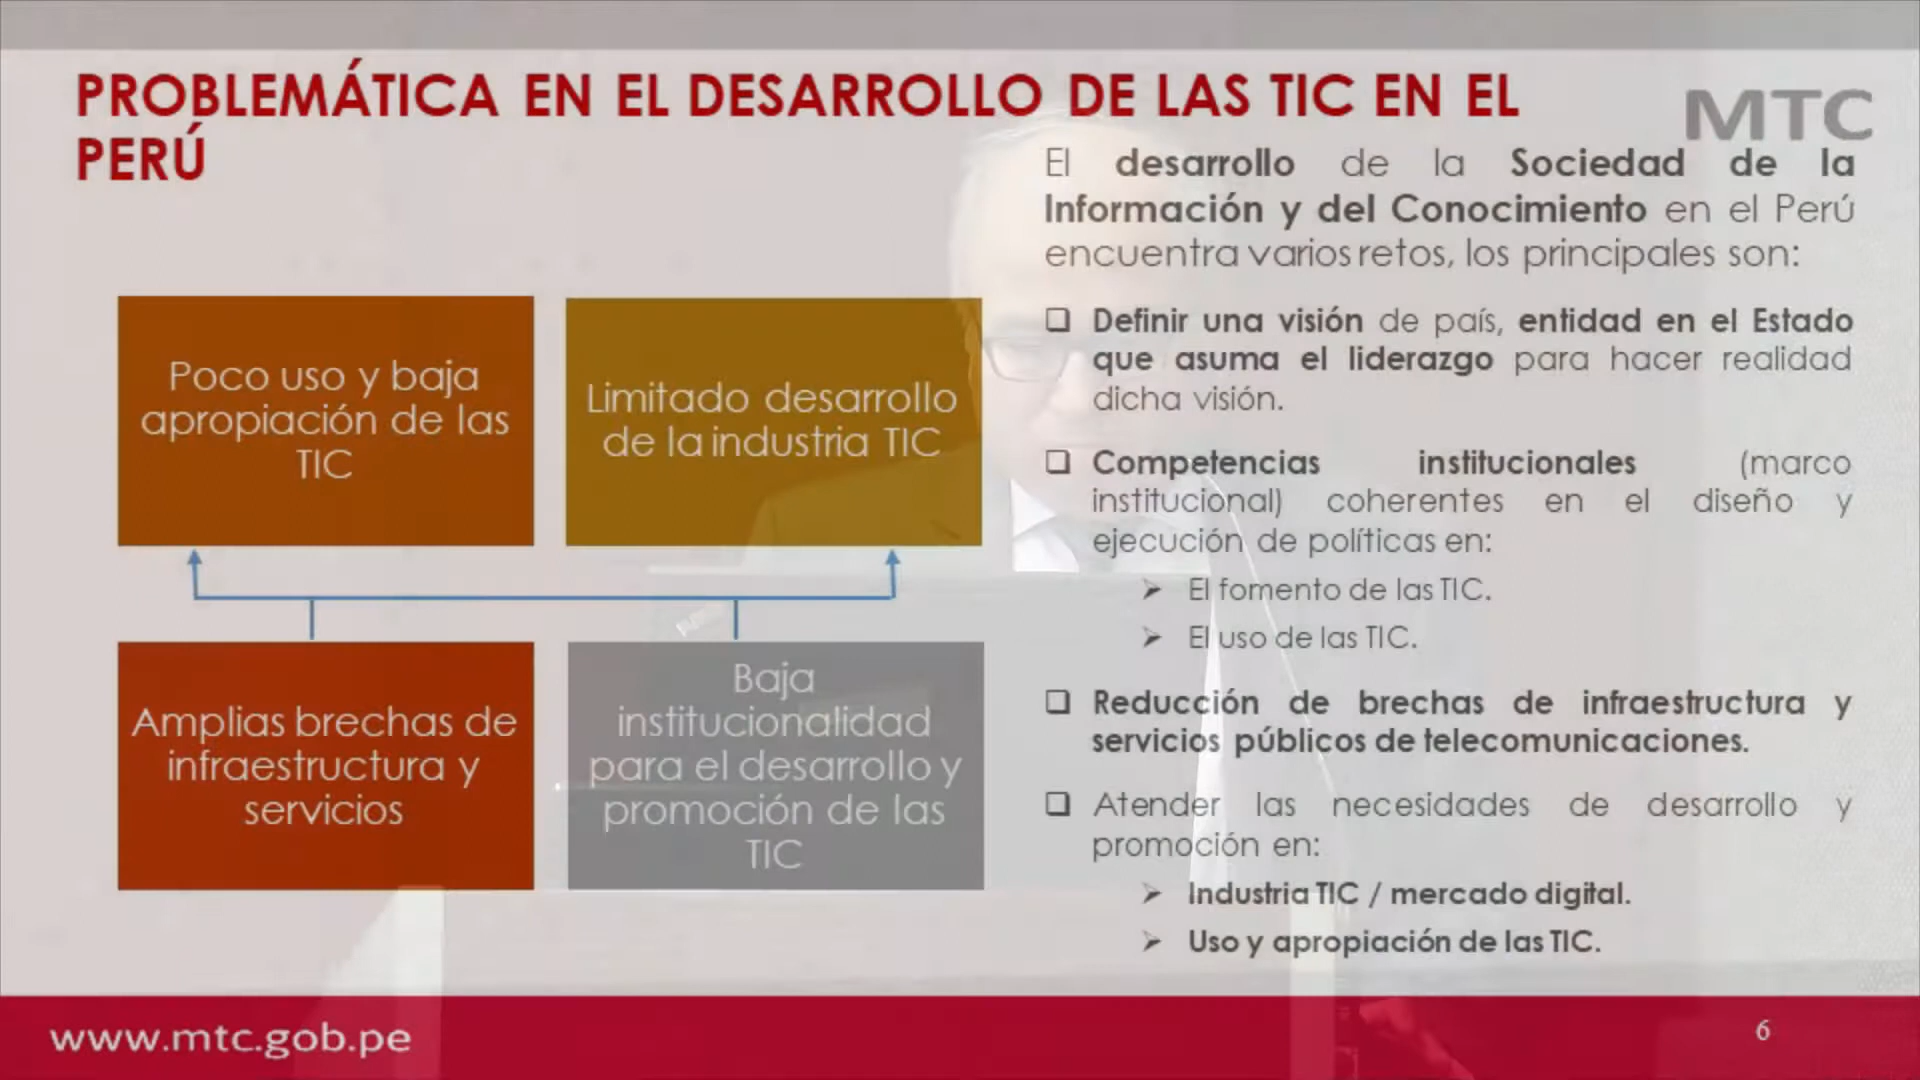 PROBLEMÁTICA EN EL DESARROLLO DE LAS TIC EN EL
PERÚ
MTC
Poco uso y baja
apropiación de las
TIC
Limitado desarrollo
de la industria TIC
Amplias brechas de
infraestructura y
servicios
Baja
institucionalidad
para el desarrollo y
promoción de las
TIC
El desarrollo de la Sociedad de la
Información y del Conocimiento en el Perú
encuentra varios retos, los principales son:
Definir una visión de país, entidad en el Estado
que asuma el liderazgo para hacer realidad
dicha visión.
Competencias institucionales (marco
institucional) coherentes en el diseño y
ejecución de políticas en:
El fomento de las TIC.
El uso de las TIC.
Reducción de brechas de infraestructura y
servicios públicos de telecomunicaciones.
Atender las necesidades de desarrollo y
promoción en:
Industria TIC / mercado digital.
Uso y apropiación de las TIC.
www.mtc.gob.pe
6